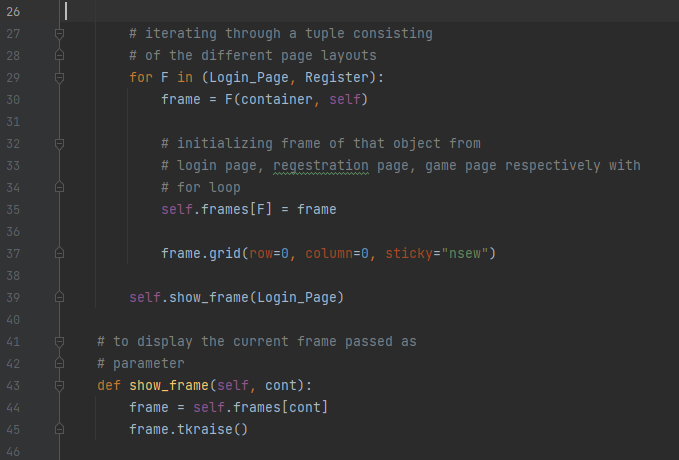 26
27 # iterating through a tuple consisting
28 # of the different page layouts
29 for F in (Login_Page, Register):
30 frame = F(container, self)
31
32 # initializing frame of that object from
33 # login page, regestration page, game page respectively with
34 # for loop
35 self.frames[F] = frame
36
37 frame.grid(row=0, column=0, sticky="nsew")
38
39 self.show_frame(Login_Page)
40
41 # to display the current frame passed as
42 # parameter
43 def show_frame(self, cont):
44 frame = self.frames[cont]
45 frame.tkraise()
46